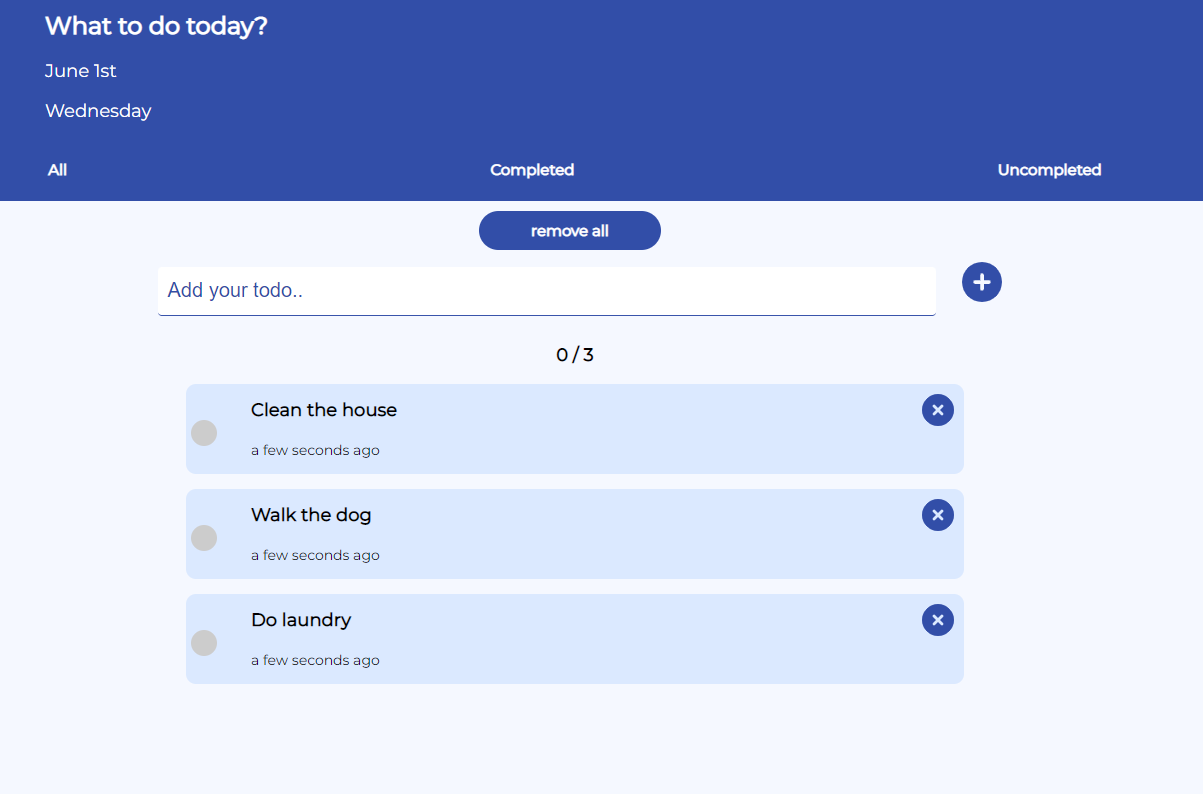 What to do today?
June 1st
Wednesday
All Completed Uncompleted
remove all
Add your todo..
0 / 3
Clean the house
a few seconds ago
Walk the dog
a few seconds ago
Do laundry
a few seconds ago